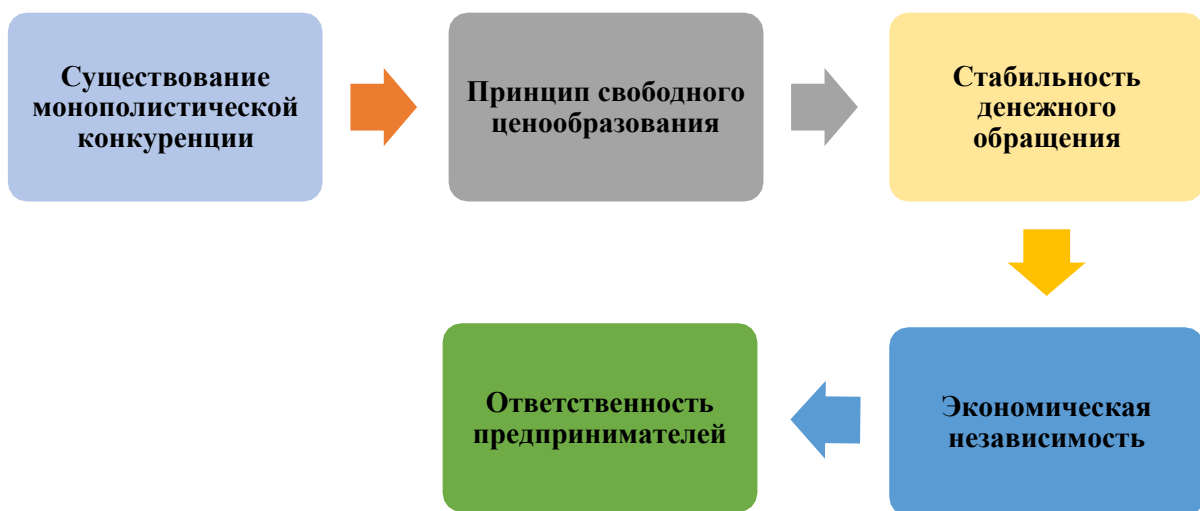 Существование
монополистической
конкуренции
Принцип свободного
ценообразования
Стабильность
денежного
обращения
Экономическая
независимость
Ответственность
предпринимателей